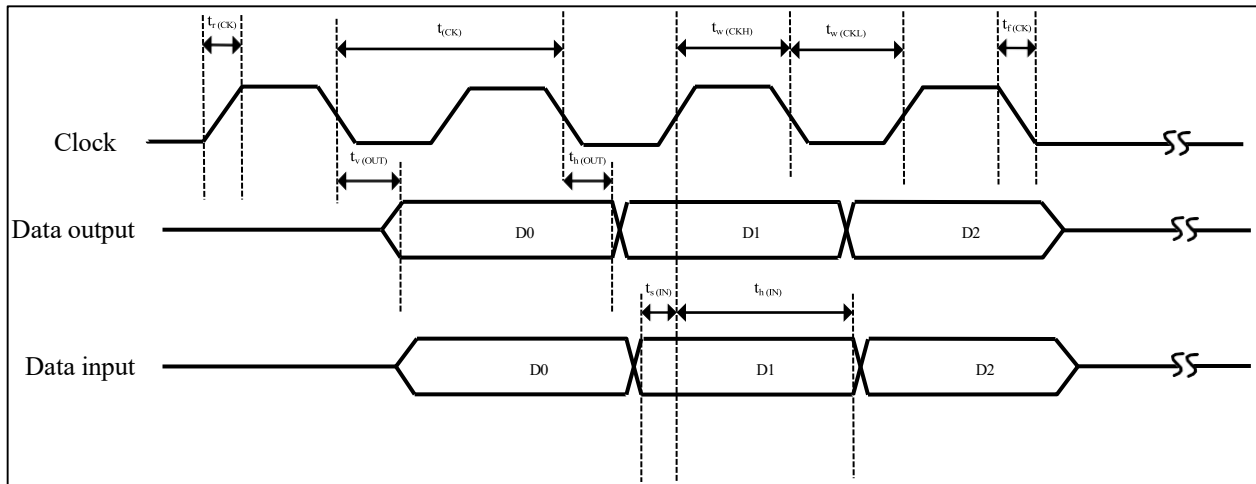 tr (CK)
t(CK)
tw (CKH)
tw (CKL)
tf (CK)
Clock
tv (OUT)
th (OUT)
Data output
D0
D1
D2
ts (IN)
th (IN)
Data input
D0
D1
D2